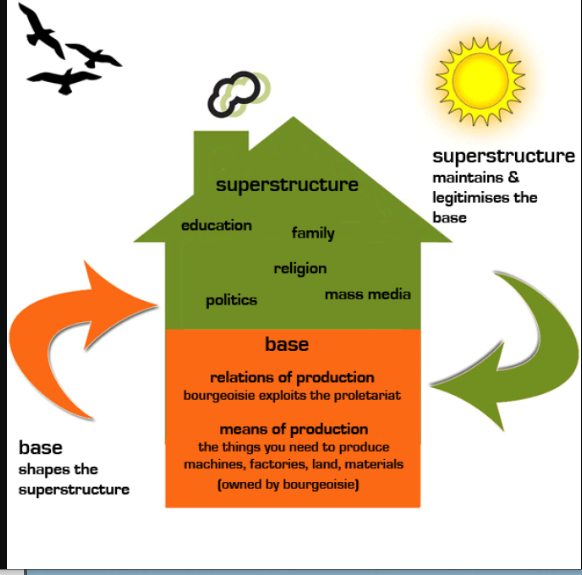 superstructure
maintains &
legitimises the
base
superstructure
education
family
religion
politics
mass media
base
relations of production
bourgeoisie exploits the proletariat
means of production
the things you need to produce
machines, factories, land, materials
(owned by bourgeoisie)
base
shapes the
superstructure